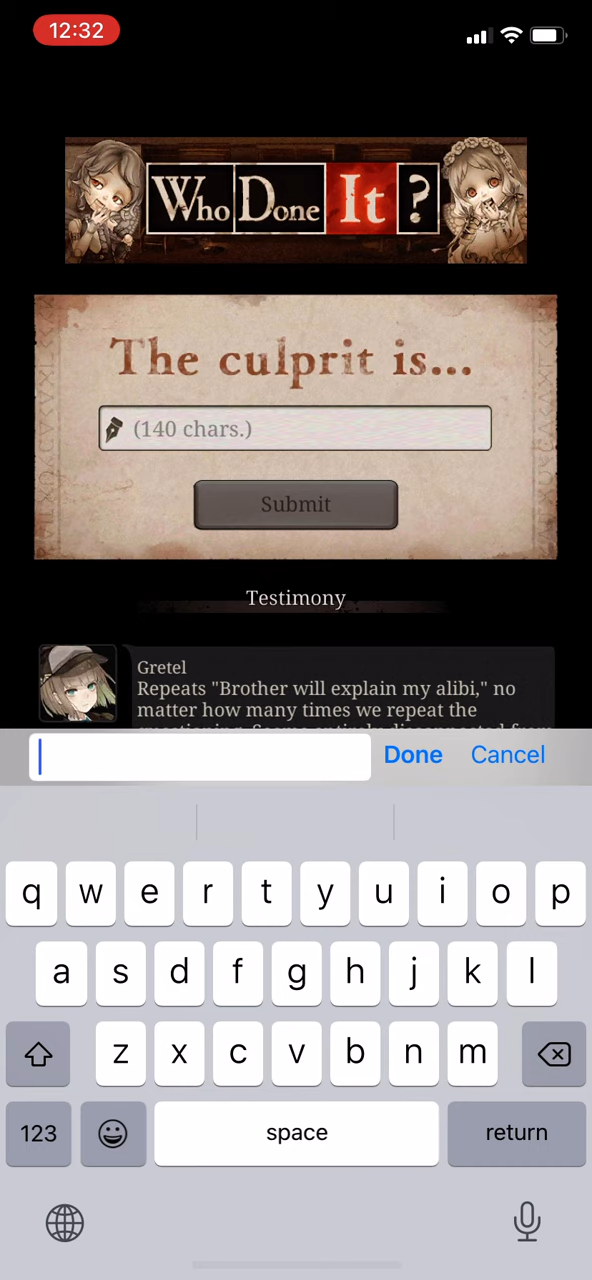 12:32
Who Done It ?
The culprit is...
(140 chars.)
Submit
Testimony
Gretel
Repeats "Brother will explain my alibi," no
matter how many times we repeat the
Done Cancel
q w e r t y u i o p
a s d f g h j k l
z x c v b n m
123 space return